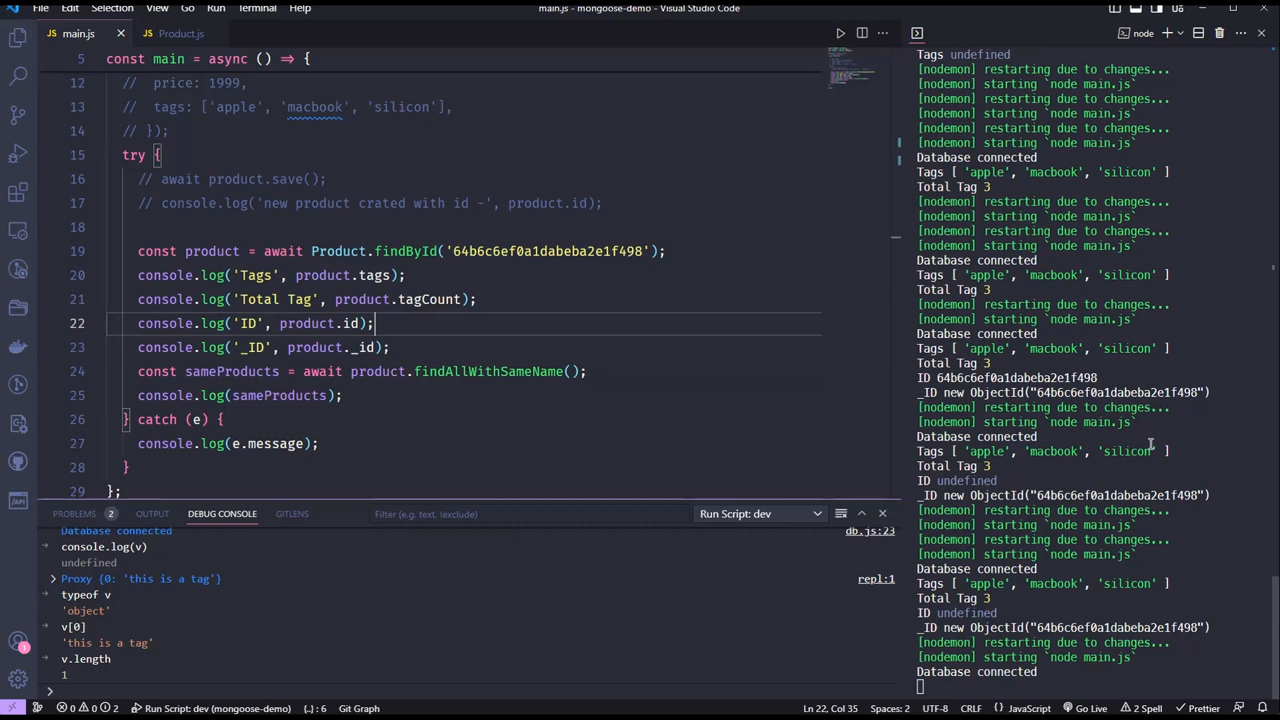 File Edit Selection View Go Run Terminal Help
main.js - mongoose-demo - Visual Studio Code
main.js
Product.js
5 const main = async () => {
12 // price: 1999,
13 // tags: ['apple', 'macbook', 'silicon'],
14 // });
15 try {
16 // await product.save();
17 // console.log('new product crated with id -', product.id);
18
19 const product = await Product.findById('64b6c6ef0a1dabeba2e1f498');
20 console.log('Tags', product.tags);
21 console.log('Total Tag', product.tagCount);
22 console.log('ID', product.id);
23 console.log('_ID', product._id);
24 const sameProducts = await product.findAllWithSameName();
25 console.log(sameProducts);
26 } catch (e) {
27 console.log(e.message);
28 }
29 };
PROBLEMS 2 OUTPUT DEBUG CONSOLE GITLENS
Filter (e.g. text, !exclude)
Run Script: dev
Database connected db.js:23
console.log(v)
undefined
Proxy {0: 'this is a tag'} repl:1
typeof v
'object'
v[0]
'this is a tag'
v.length
1
node
Tags undefined
[nodemon] restarting due to changes...
[nodemon] starting `node main.js`
[nodemon] restarting due to changes...
[nodemon] starting `node main.js`
[nodemon] restarting due to changes...
[nodemon] starting `node main.js`
Database connected
Tags [ 'apple', 'macbook', 'silicon' ]
Total Tag 3
[nodemon] restarting due to changes...
[nodemon] starting `node main.js`
[nodemon] restarting due to changes...
[nodemon] starting `node main.js`
Database connected
Tags [ 'apple', 'macbook', 'silicon' ]
Total Tag 3
[nodemon] restarting due to changes...
[nodemon] starting `node main.js`
Database connected
Tags [ 'apple', 'macbook', 'silicon' ]
Total Tag 3
ID 64b6c6ef0a1dabeba2e1f498
_ID new ObjectId("64b6c6ef0a1dabeba2e1f498")
[nodemon] restarting due to changes...
[nodemon] starting `node main.js`
Database connected
Tags [ 'apple', 'macbook', 'silicon' ]
Total Tag 3
ID undefined
_ID new ObjectId("64b6c6ef0a1dabeba2e1f498")
[nodemon] restarting due to changes...
[nodemon] starting `node main.js`
[nodemon] restarting due to changes...
[nodemon] starting `node main.js`
Database connected
Tags [ 'apple', 'macbook', 'silicon' ]
Total Tag 3
ID undefined
_ID new ObjectId("64b6c6ef0a1dabeba2e1f498")
[nodemon] restarting due to changes...
[nodemon] starting `node main.js`
Database connected
0 0 2 Run Script: dev (mongoose-demo) {..} : 6 Git Graph
Ln 22, Col 35 Spaces: 2 UTF-8 CRLF JavaScript Go Live 2 Spell Prettier